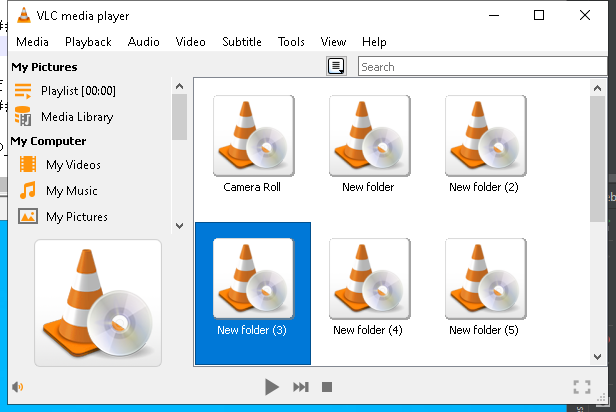 VLC media player
Media Playback Audio Video Subtitle Tools View Help
My Pictures
Search
Playlist [00:00]
Media Library
My Computer
My Videos
My Music
My Pictures
Camera Roll
New folder
New folder (2)
New folder (3)
New folder (4)
New folder (5)